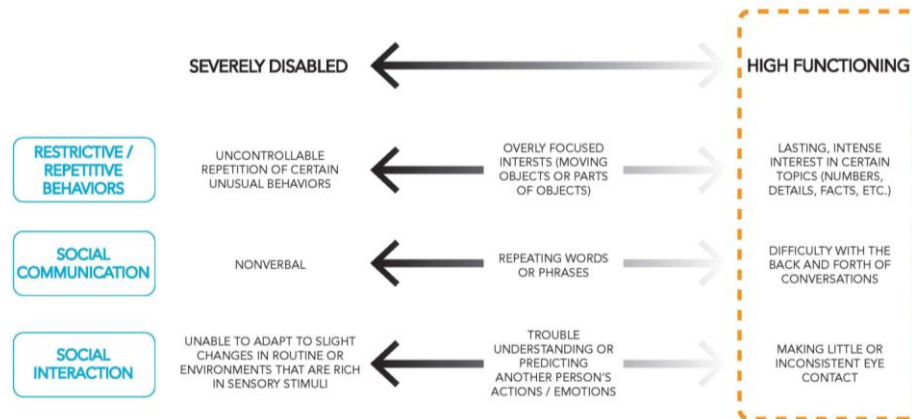 SEVERELY DISABLED
HIGH FUNCTIONING
RESTRICTIVE /
REPETITIVE
BEHAVIORS
UNCONTROLLABLE
REPETITION OF CERTAIN
UNUSUAL BEHAVIORS
OVERLY FOCUSED
INTERSTS (MOVING
OBJECTS OR PARTS
OF OBJECTS)
LASTING, INTENSE
INTEREST IN CERTAIN
TOPICS (NUMBERS,
DETAILS, FACTS, ETC.)
SOCIAL
COMMUNICATION
NONVERBAL
REPEATING WORDS
OR PHRASES
DIFFICULTY WITH THE
BACK AND FORTH OF
CONVERSATIONS
SOCIAL
INTERACTION
UNABLE TO ADAPT TO SLIGHT
CHANGES IN ROUTINE OR
ENVIRONMENTS THAT ARE RICH
IN SENSORY STIMULI
TROUBLE
UNDERSTANDING OR
PREDICTING
ANOTHER PERSON'S
ACTIONS / EMOTIONS
MAKING LITTLE OR
INCONSISTENT EYE
CONTACT